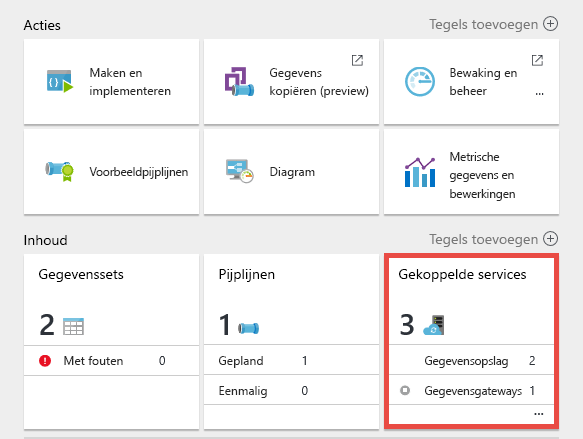 Acties
Tegels toevoegen
Maken en
implementeren
Gegevens
kopiëren (preview)
Bewaking en
beheer
...
Voorbeeldpijplijnen
Diagram
Metrische
gegevens en
bewerkingen
Inhoud
Tegels toevoegen
Gegevenssets
2
Met fouten 0
Pijplijnen
1
Gepland 1
Eenmalig 0
Gekoppelde services
3
Gegevensopslag 2
Gegevensgateways 1
...